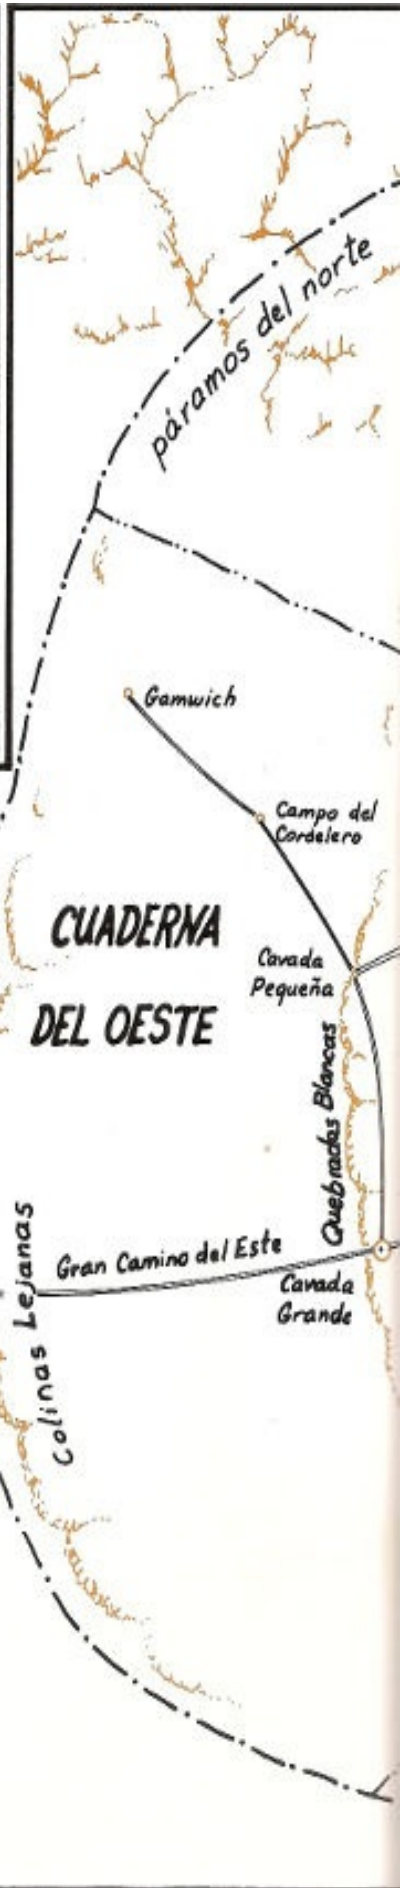 páramos del norte
Gamwich
Campo del
Cordelero
CUADERNA
DEL OESTE
Cavada
Pequeña
Quebradas Blancas
Gran Camino del Este
Cavada
Grande
Colinas Lejanas